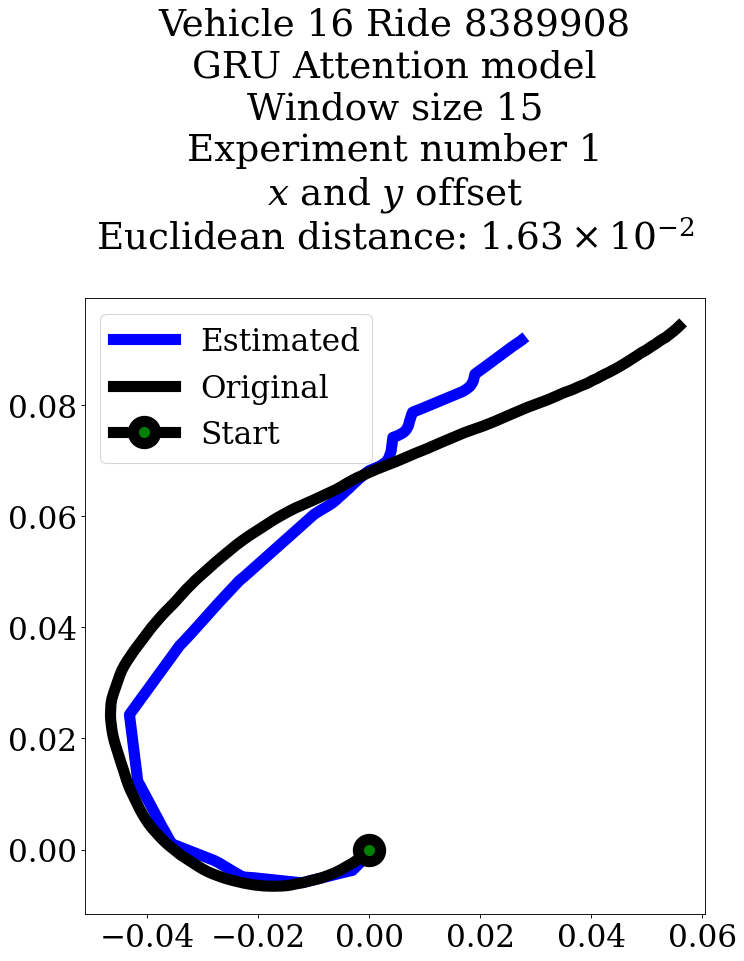 Vehicle 16 Ride 8389908
GRU Attention model
Window size 15
Experiment number 1
x and y offset
Euclidean distance: 1.63 × 10⁻²
Estimated
Original
Start
0.08
0.06
0.04
0.02
0.00
−0.04 −0.02 0.00 0.02 0.04 0.06